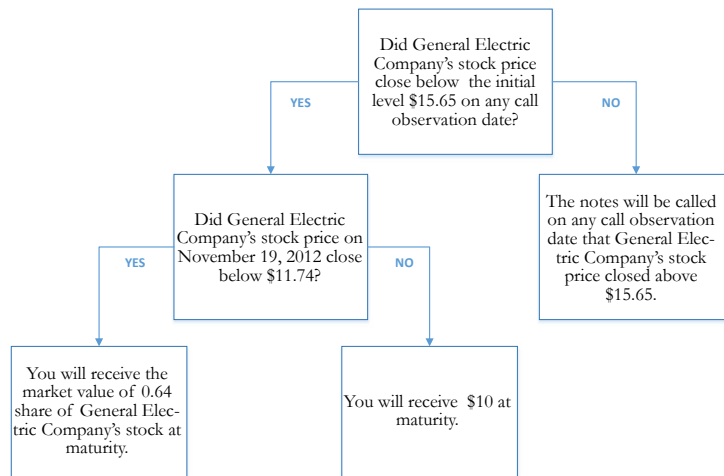 Did General Electric
Company's stock price
close below the initial
level $15.65 on any call
observation date?
YES
NO
Did General Electric
Company's stock price on
November 19, 2012 close
below $11.74?
The notes will be called
on any call observation
date that General Elec-
tric Company's stock
price closed above
$15.65.
YES
NO
You will receive the
market value of 0.64
share of General Elec-
tric Company's stock at
maturity.
You will receive $10 at
maturity.